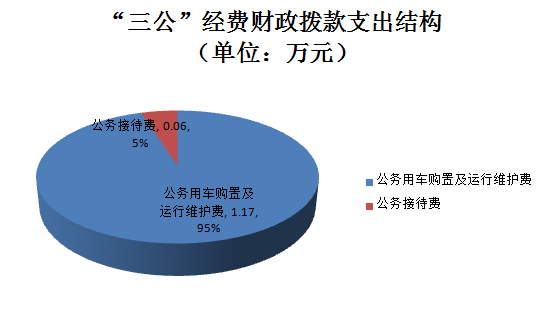 “三公”经费财政拨款支出结构
（单位：万元）
公务接待费, 0.06,
5%
公务用车购置及
运行维护费, 1.17,
95%
公务用车购置及运行维护费
公务接待费